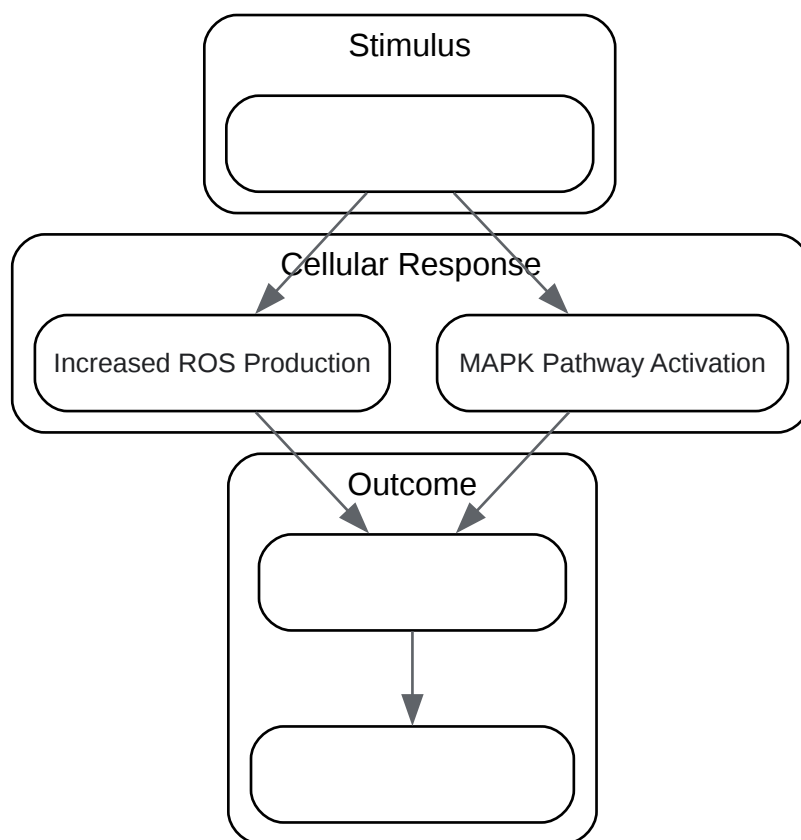 Stimulus
Cellular Response
Increased ROS Production
MAPK Pathway Activation
Outcome